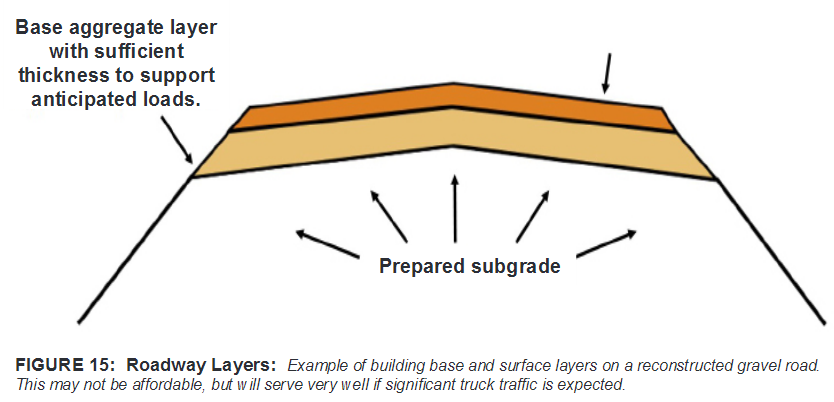 Base aggregate layer
with sufficient
thickness to support
anticipated loads.
Prepared subgrade
FIGURE 15: Roadway Layers: Example of building base and surface layers on a reconstructed gravel road.
This may not be affordable, but will serve very well if significant truck traffic is expected.